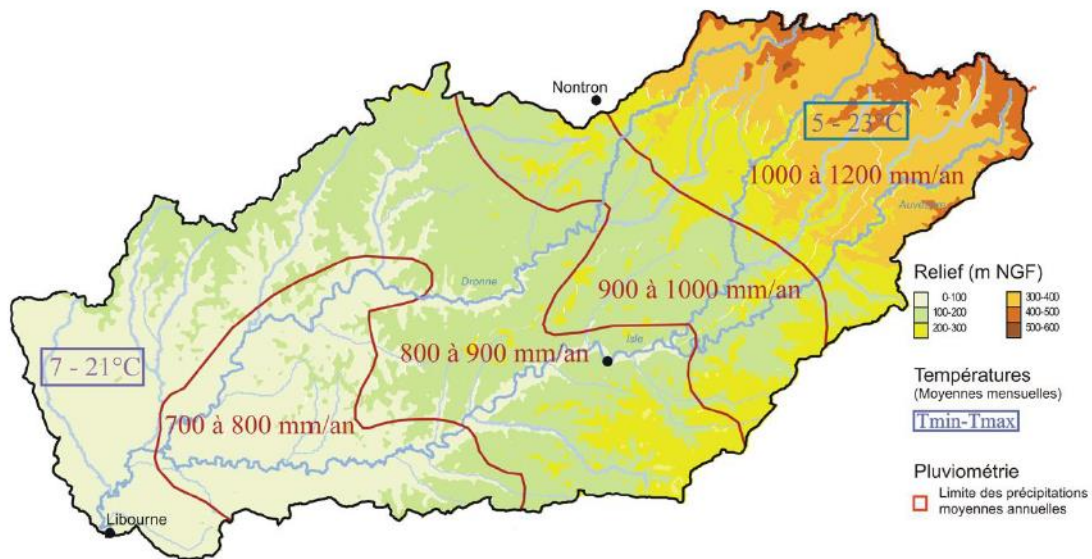 Nontron
5 - 23°C
1000 à 1200 mm/an
Auvézère
Dronne
900 à 1000 mm/an
Isle
800 à 900 mm/an
7 - 21°C
700 à 800 mm/an
Libourne
Relief (m NGF)
0-100 300-400
100-200 400-500
200-300 500-600
Températures
(Moyennes mensuelles)
Tmin-Tmax
Pluviométrie
Limite des précipitations
moyennes annuelles